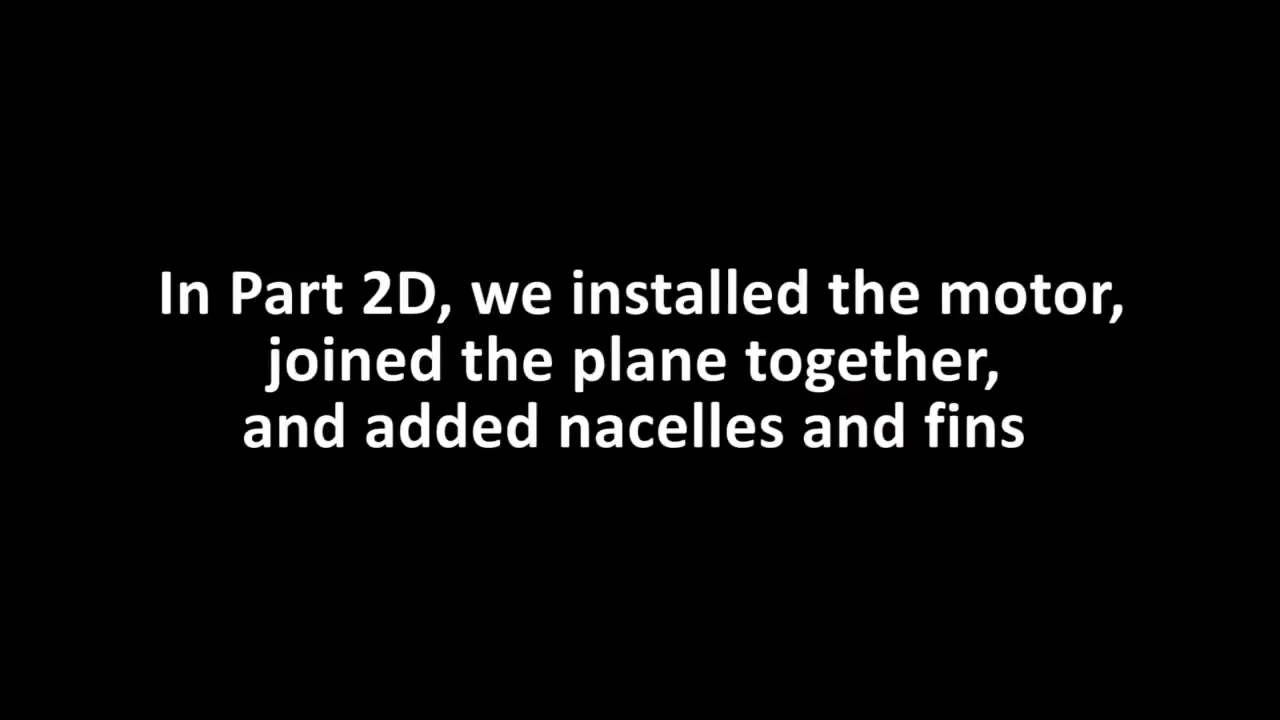 In Part 2D, we installed the motor,
joined the plane together,
and added nacelles and fins